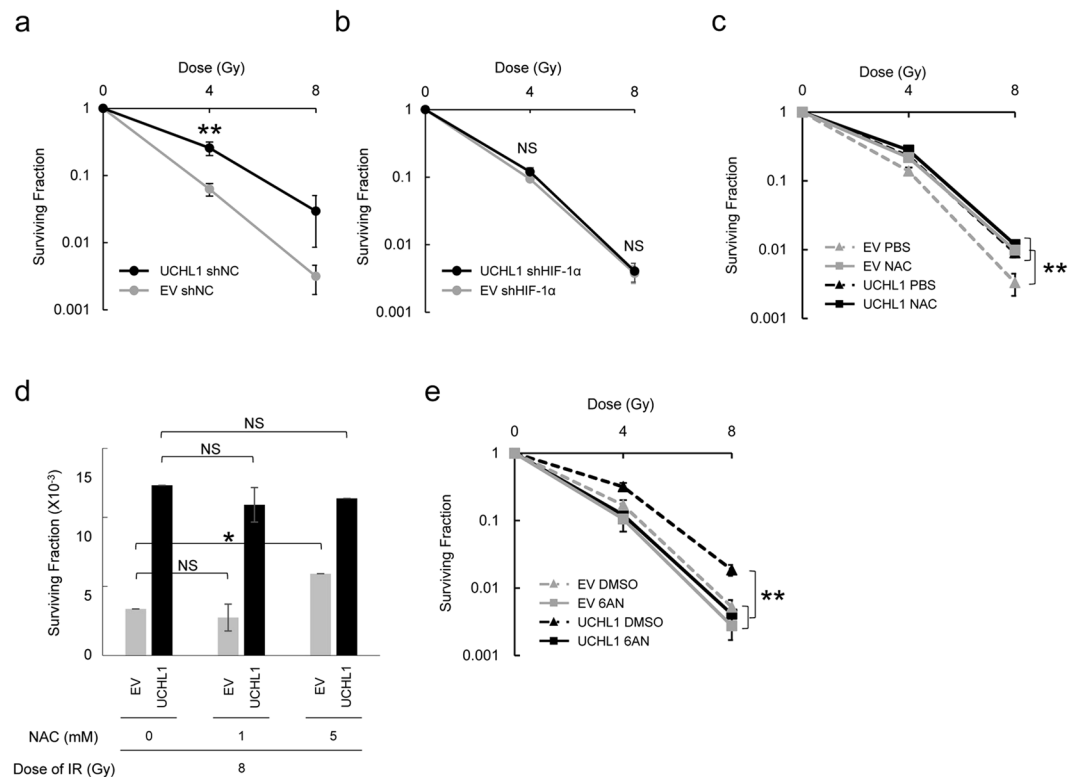 a
Dose (Gy)
0 4 8
1
0.1
0.01
0.001
Surviving Fraction
**
UCHL1 shNC
EV shNC
b
Dose (Gy)
0 4 8
1
0.1
0.01
0.001
Surviving Fraction
NS
NS
UCHL1 shHIF-1α
EV shHIF-1α
c
Dose (Gy)
0 4 8
1
0.1
0.01
0.001
Surviving Fraction
EV PBS
EV NAC
UCHL1 PBS
UCHL1 NAC
**
d
NS
NS
*
NS
15
10
5
0
Surviving Fraction (X10⁻³)
EV UCHL1 EV UCHL1 EV UCHL1
NAC (mM) 0 1 5
Dose of IR (Gy) 8
e
Dose (Gy)
0 4 8
1
0.1
0.01
0.001
Surviving Fraction
EV DMSO
EV 6AN
UCHL1 DMSO
UCHL1 6AN
**